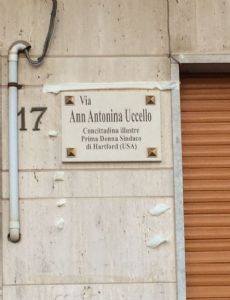 Via
17
Ann Antonina Uccello
Concittadina illustre
Prima Donna Sindaco
di Hartford (USA)